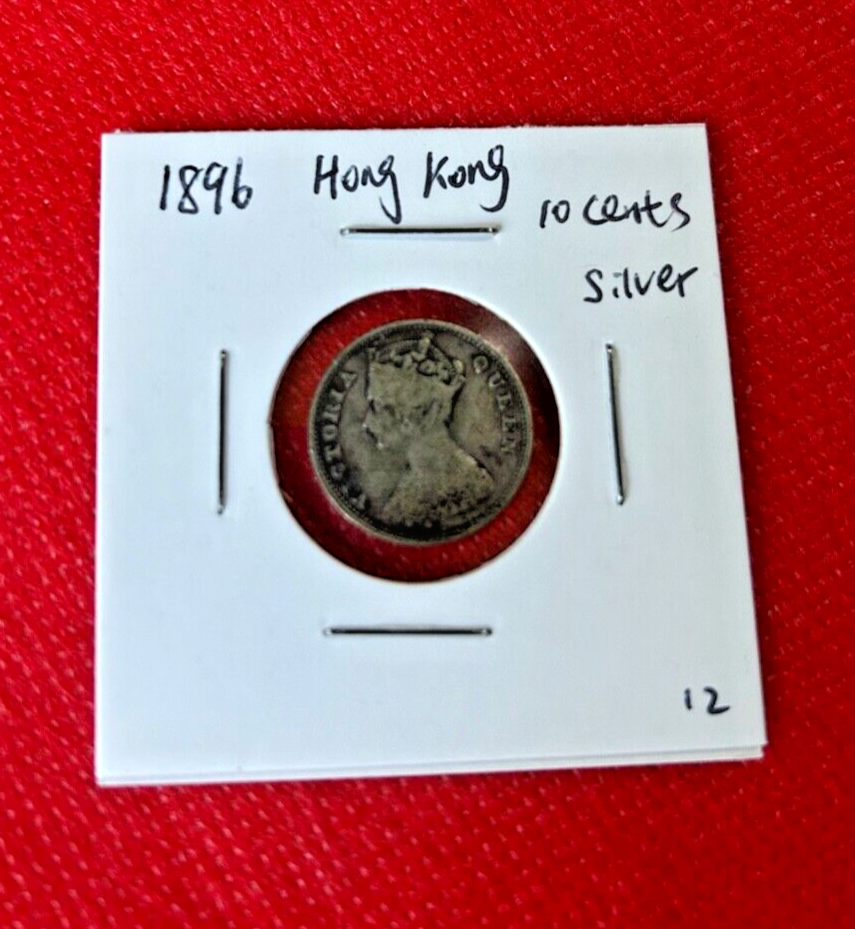 1896 Hong Kong 10 cents
silver
VICTORIA QUEEN
12